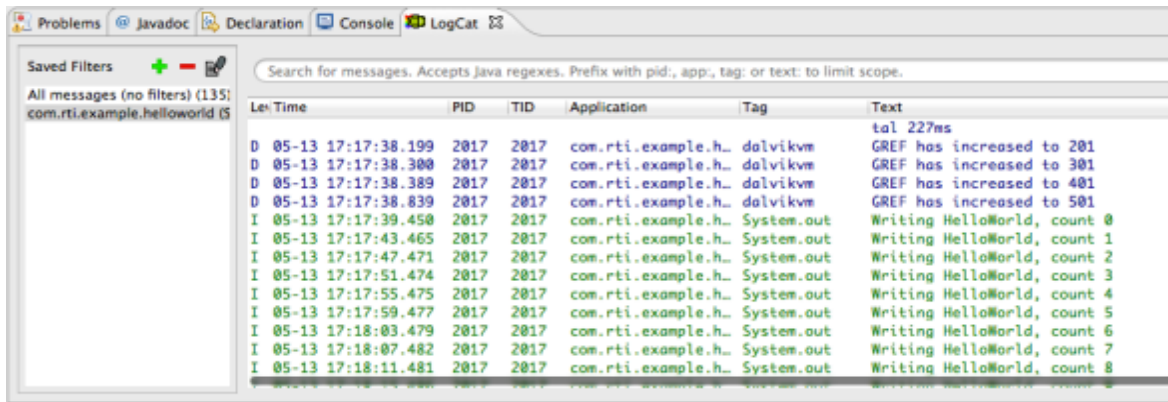 Problems @ Javadoc Declaration Console LogCat
Saved Filters
Search for messages. Accepts Java regexes. Prefix with pid:, app:, tag: or text: to limit scope.
All messages (no filters) (135)
com.rti.example.helloworld (S
Lev Time PID TID Application Tag Text
tal 227ms
D 05-13 17:17:38.199 2017 2017 com.rti.example.h… dalvikvm GREF has increased to 201
D 05-13 17:17:38.300 2017 2017 com.rti.example.h… dalvikvm GREF has increased to 301
D 05-13 17:17:38.389 2017 2017 com.rti.example.h… dalvikvm GREF has increased to 401
D 05-13 17:17:38.839 2017 2017 com.rti.example.h… dalvikvm GREF has increased to 501
I 05-13 17:17:39.450 2017 2017 com.rti.example.h… System.out Writing HelloWorld, count 0
I 05-13 17:17:43.465 2017 2017 com.rti.example.h… System.out Writing HelloWorld, count 1
I 05-13 17:17:47.471 2017 2017 com.rti.example.h… System.out Writing HelloWorld, count 2
I 05-13 17:17:51.474 2017 2017 com.rti.example.h… System.out Writing HelloWorld, count 3
I 05-13 17:17:55.475 2017 2017 com.rti.example.h… System.out Writing HelloWorld, count 4
I 05-13 17:17:59.477 2017 2017 com.rti.example.h… System.out Writing HelloWorld, count 5
I 05-13 17:18:03.479 2017 2017 com.rti.example.h… System.out Writing HelloWorld, count 6
I 05-13 17:18:07.482 2017 2017 com.rti.example.h… System.out Writing HelloWorld, count 7
I 05-13 17:18:11.481 2017 2017 com.rti.example.h… System.out Writing HelloWorld, count 8